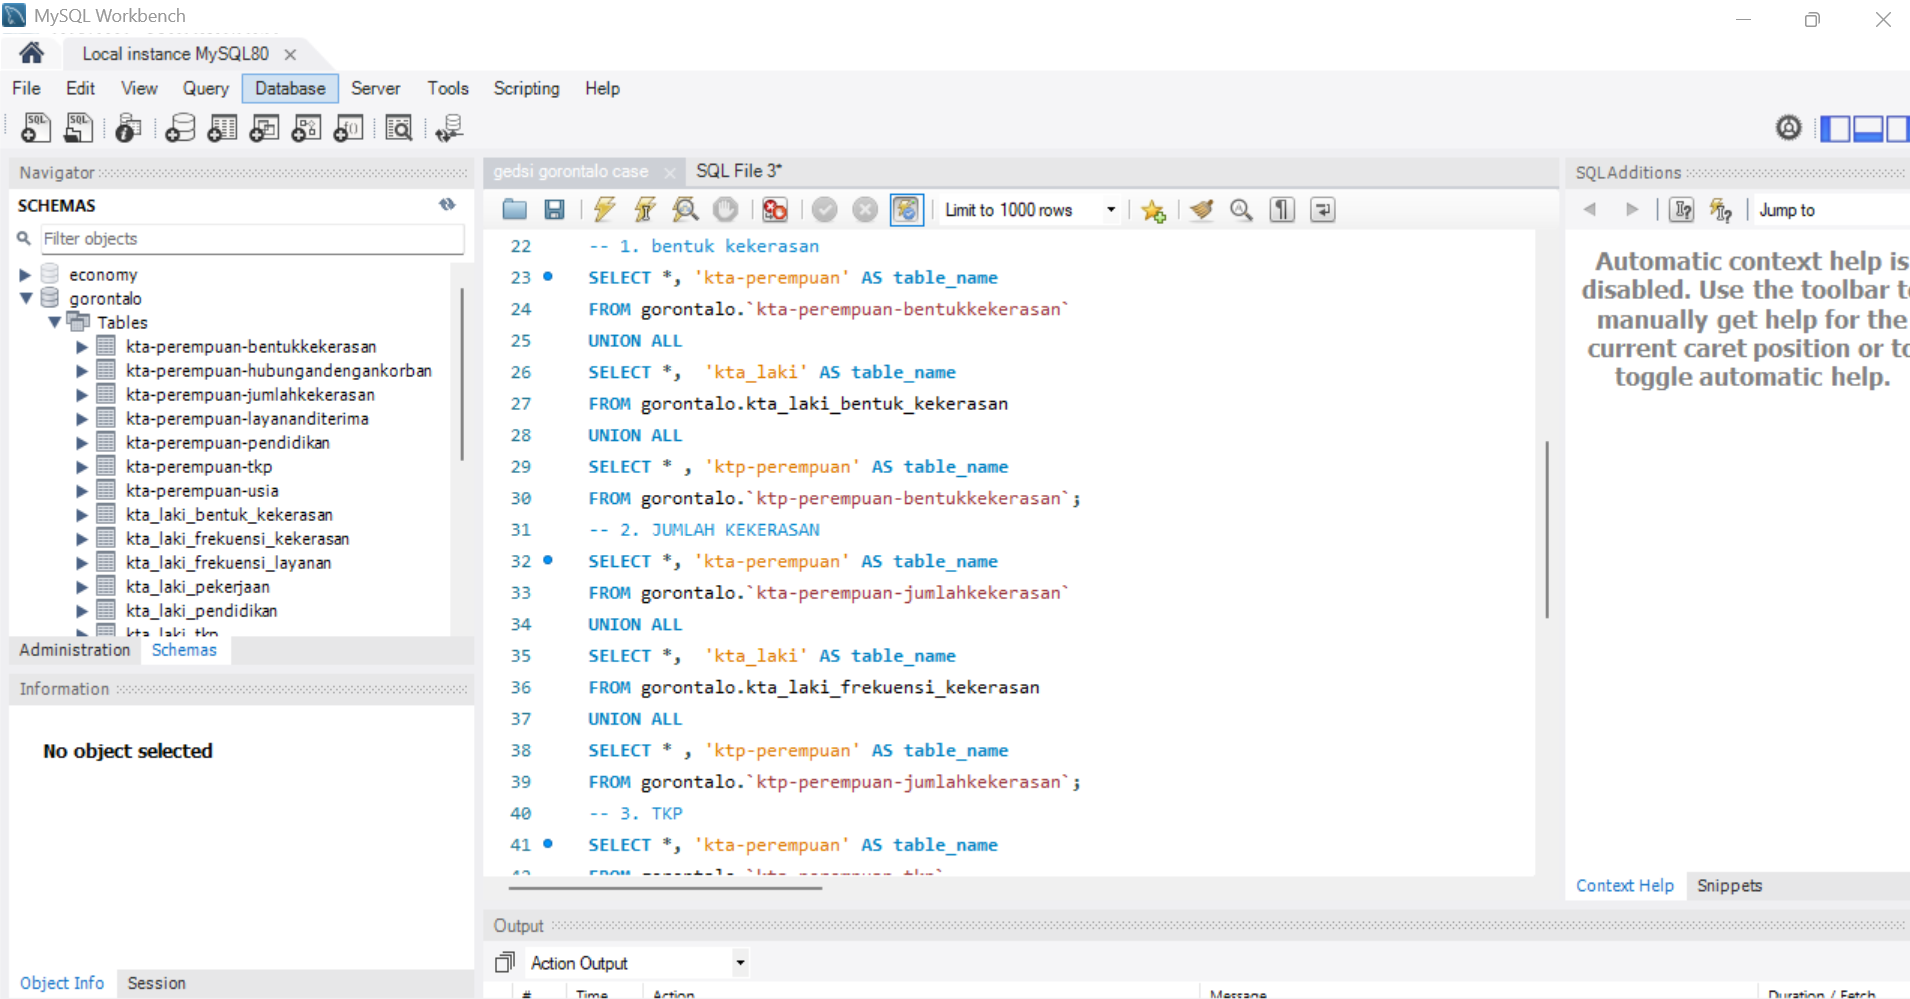 MySQL Workbench
Local instance MySQL80
File Edit View Query Database Server Tools Scripting Help
Navigator
SCHEMAS
Filter objects
economy
gorontalo
Tables
kta-perempuan-bentukkekerasan
kta-perempuan-hubungandengankorban
kta-perempuan-jumlahkekerasan
kta-perempuan-layananditerima
kta-perempuan-pendidikan
kta-perempuan-tkp
kta-perempuan-usia
kta_laki_bentuk_kekerasan
kta_laki_frekuensi_kekerasan
kta_laki_frekuensi_layanan
kta_laki_pekerjaan
kta_laki_pendidikan
kta_laki_tkp
Administration Schemas
Information
No object selected
Object Info Session
gedsi gorontalo case SQL File 3*
Limit to 1000 rows
22 -- 1. bentuk kekerasan
23 SELECT *, 'kta-perempuan' AS table_name
24 FROM gorontalo.`kta-perempuan-bentukkekerasan`
25 UNION ALL
26 SELECT *,  'kta_laki' AS table_name
27 FROM gorontalo.kta_laki_bentuk_kekerasan
28 UNION ALL
29 SELECT * , 'ktp-perempuan' AS table_name
30 FROM gorontalo.`ktp-perempuan-bentukkekerasan`;
31 -- 2. JUMLAH KEKERASAN
32 SELECT *, 'kta-perempuan' AS table_name
33 FROM gorontalo.`kta-perempuan-jumlahkekerasan`
34 UNION ALL
35 SELECT *,  'kta_laki' AS table_name
36 FROM gorontalo.kta_laki_frekuensi_kekerasan
37 UNION ALL
38 SELECT * , 'ktp-perempuan' AS table_name
39 FROM gorontalo.`ktp-perempuan-jumlahkekerasan`;
40 -- 3. TKP
41 SELECT *, 'kta-perempuan' AS table_name
42 FROM gorontalo.`kta-perempuan-tkp`
Output
Action Output
# Time Action Message Duration / Fetch
SQLAdditions
Jump to
Automatic context help is
disabled. Use the toolbar to
manually get help for the
current caret position or to
toggle automatic help.
Context Help Snippets